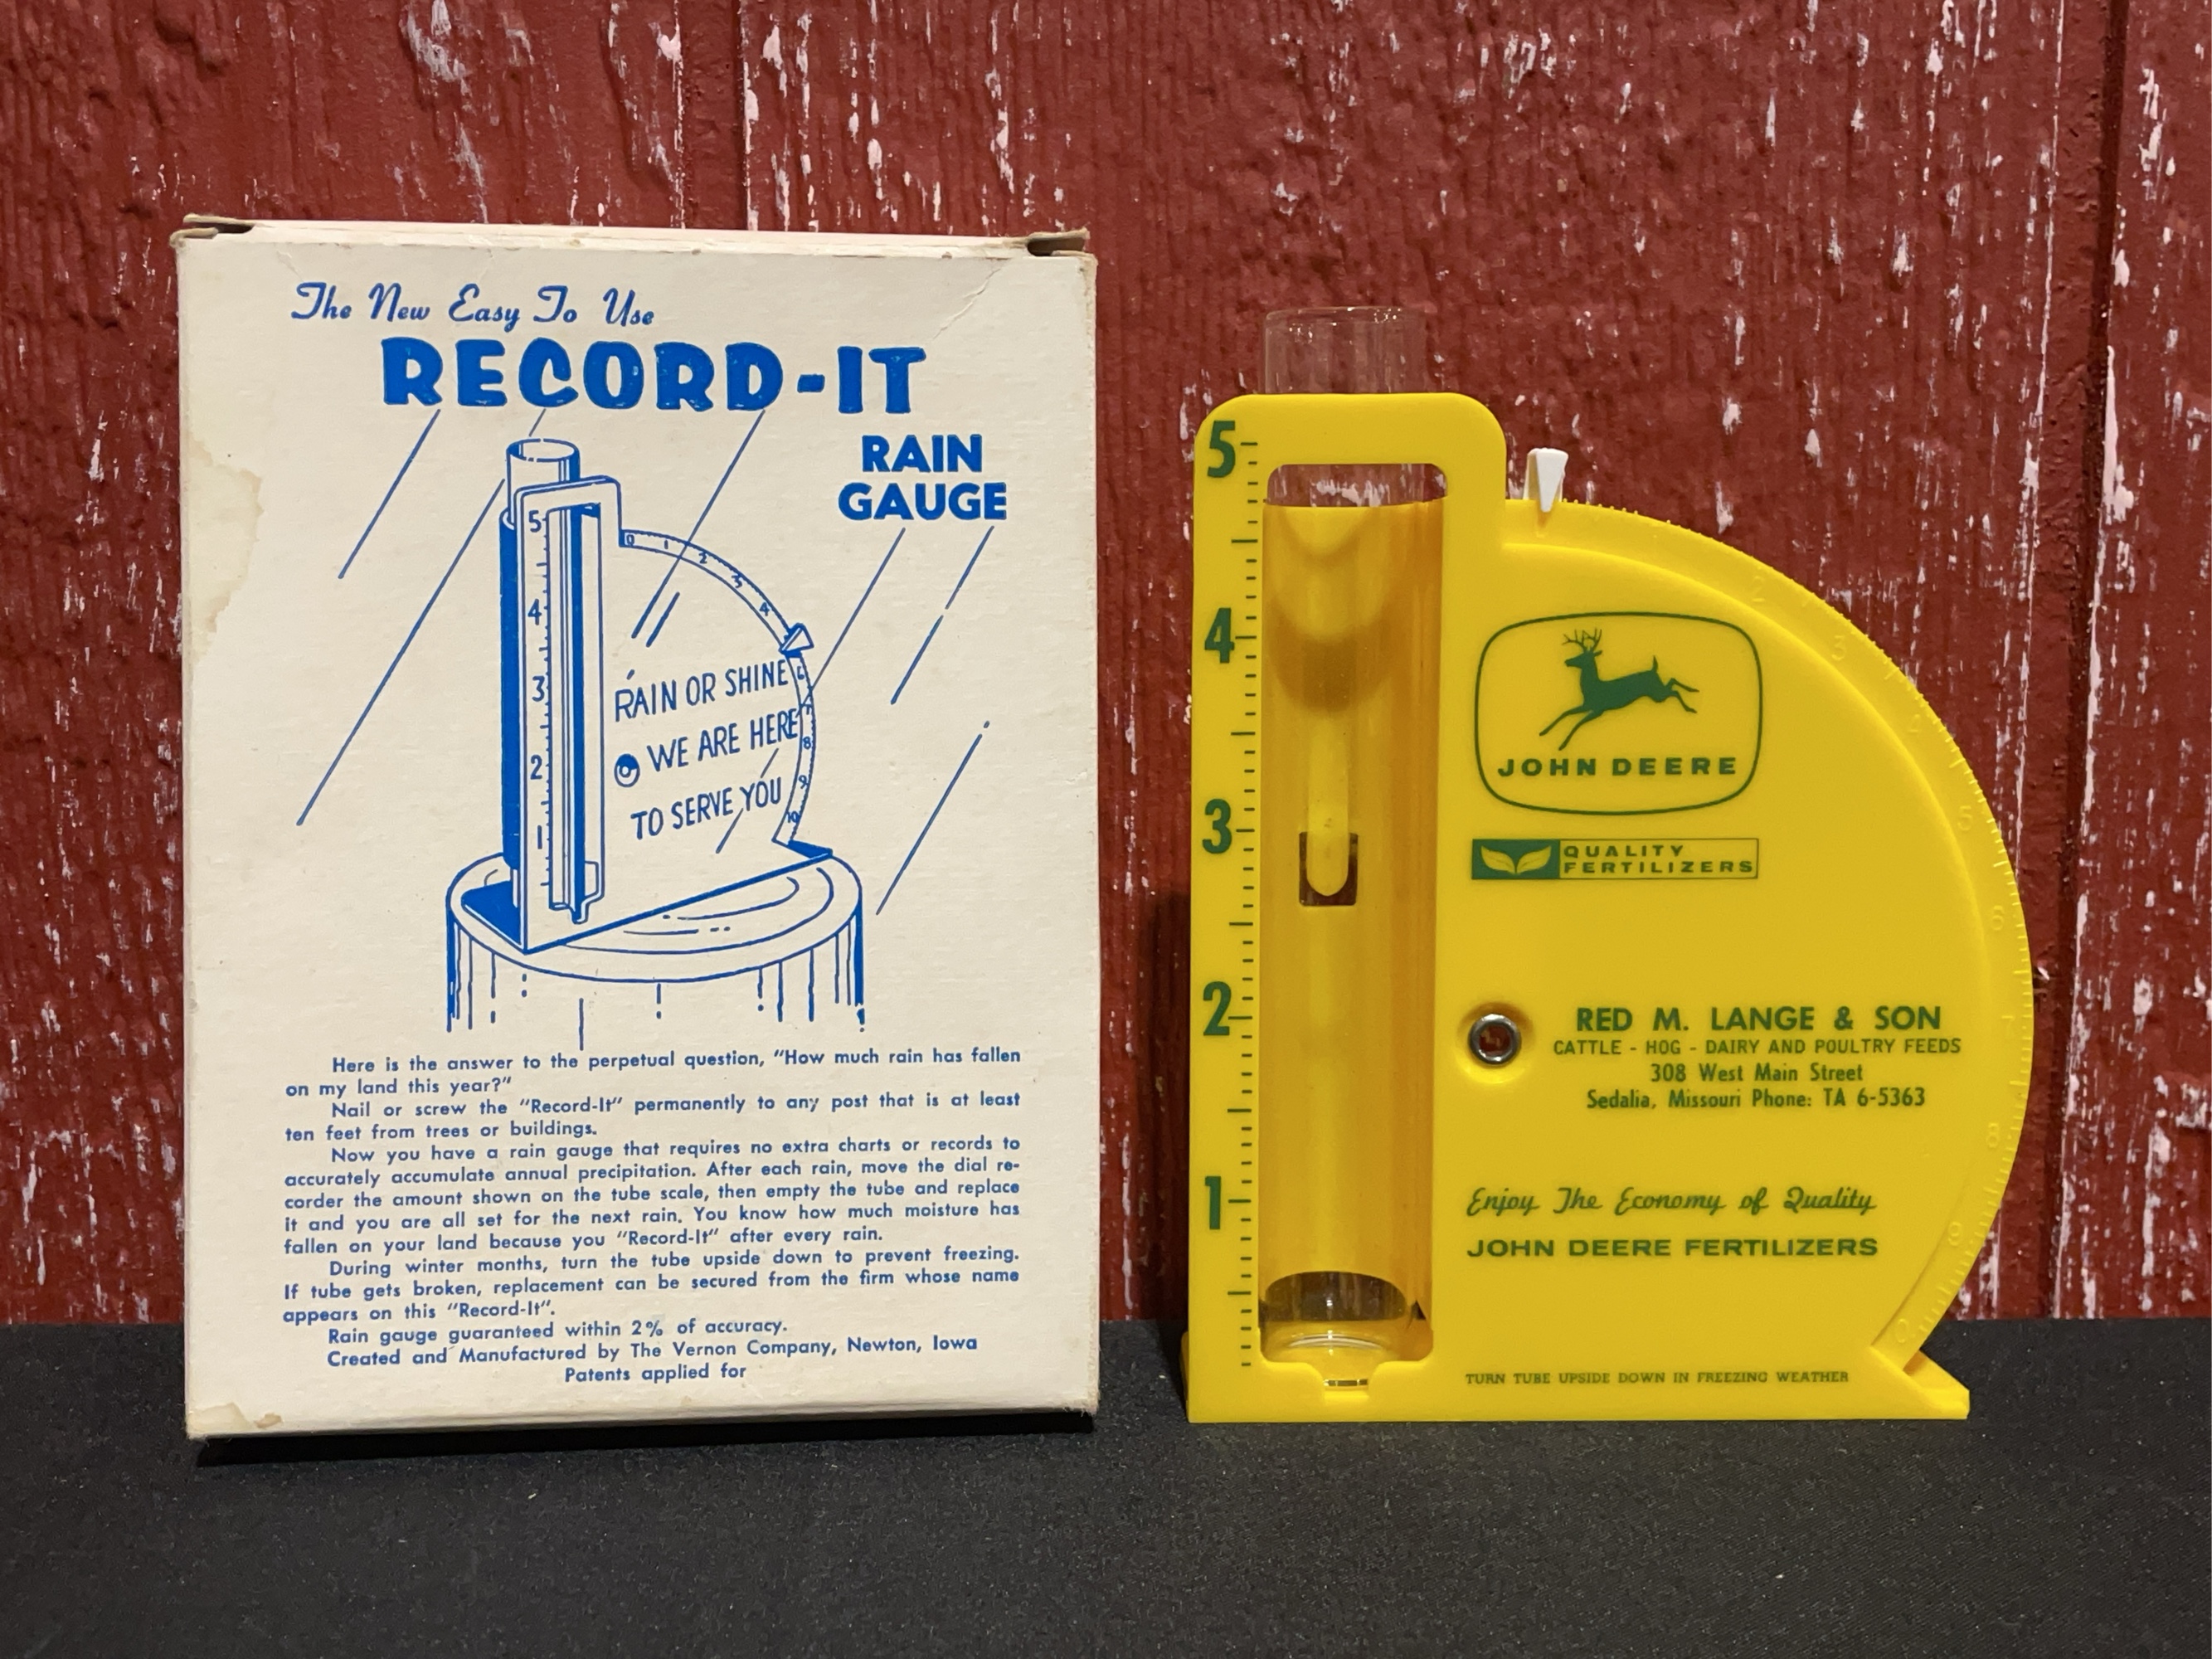 The New Easy To Use
RECORD-IT
RAIN
GAUGE
5
4
3
2
1
0 1 2 3 4
7
8
9
10
RAIN OR SHINE
WE ARE HERE
TO SERVE YOU
Here is the answer to the perpetual question, "How much rain has fallen
on my land this year?"
Nail or screw the "Record-It" permanently to any post that is at least
ten feet from trees or buildings.
Now you have a rain gauge that requires no extra charts or records to
accurately accumulate annual precipitation. After each rain, move the dial re-
corder the amount shown on the tube scale, then empty the tube and replace
it and you are all set for the next rain. You know how much moisture has
fallen on your land because you "Record-It" after every rain.
During winter months, turn the tube upside down to prevent freezing.
If tube gets broken, replacement can be secured from the firm whose name
appears on this "Record-It".
Rain gauge guaranteed within 2% of accuracy.
Created and Manufactured by The Vernon Company, Newton, Iowa
Patents applied for
5
4
3
2
1
2
3
4
5
6
7
8
9
JOHN DEERE
QUALITY
FERTILIZERS
RED M. LANGE & SON
CATTLE - HOG - DAIRY AND POULTRY FEEDS
308 West Main Street
Sedalia, Missouri Phone: TA 6-5363
Enjoy The Economy of Quality
JOHN DEERE FERTILIZERS
TURN TUBE UPSIDE DOWN IN FREEZING WEATHER